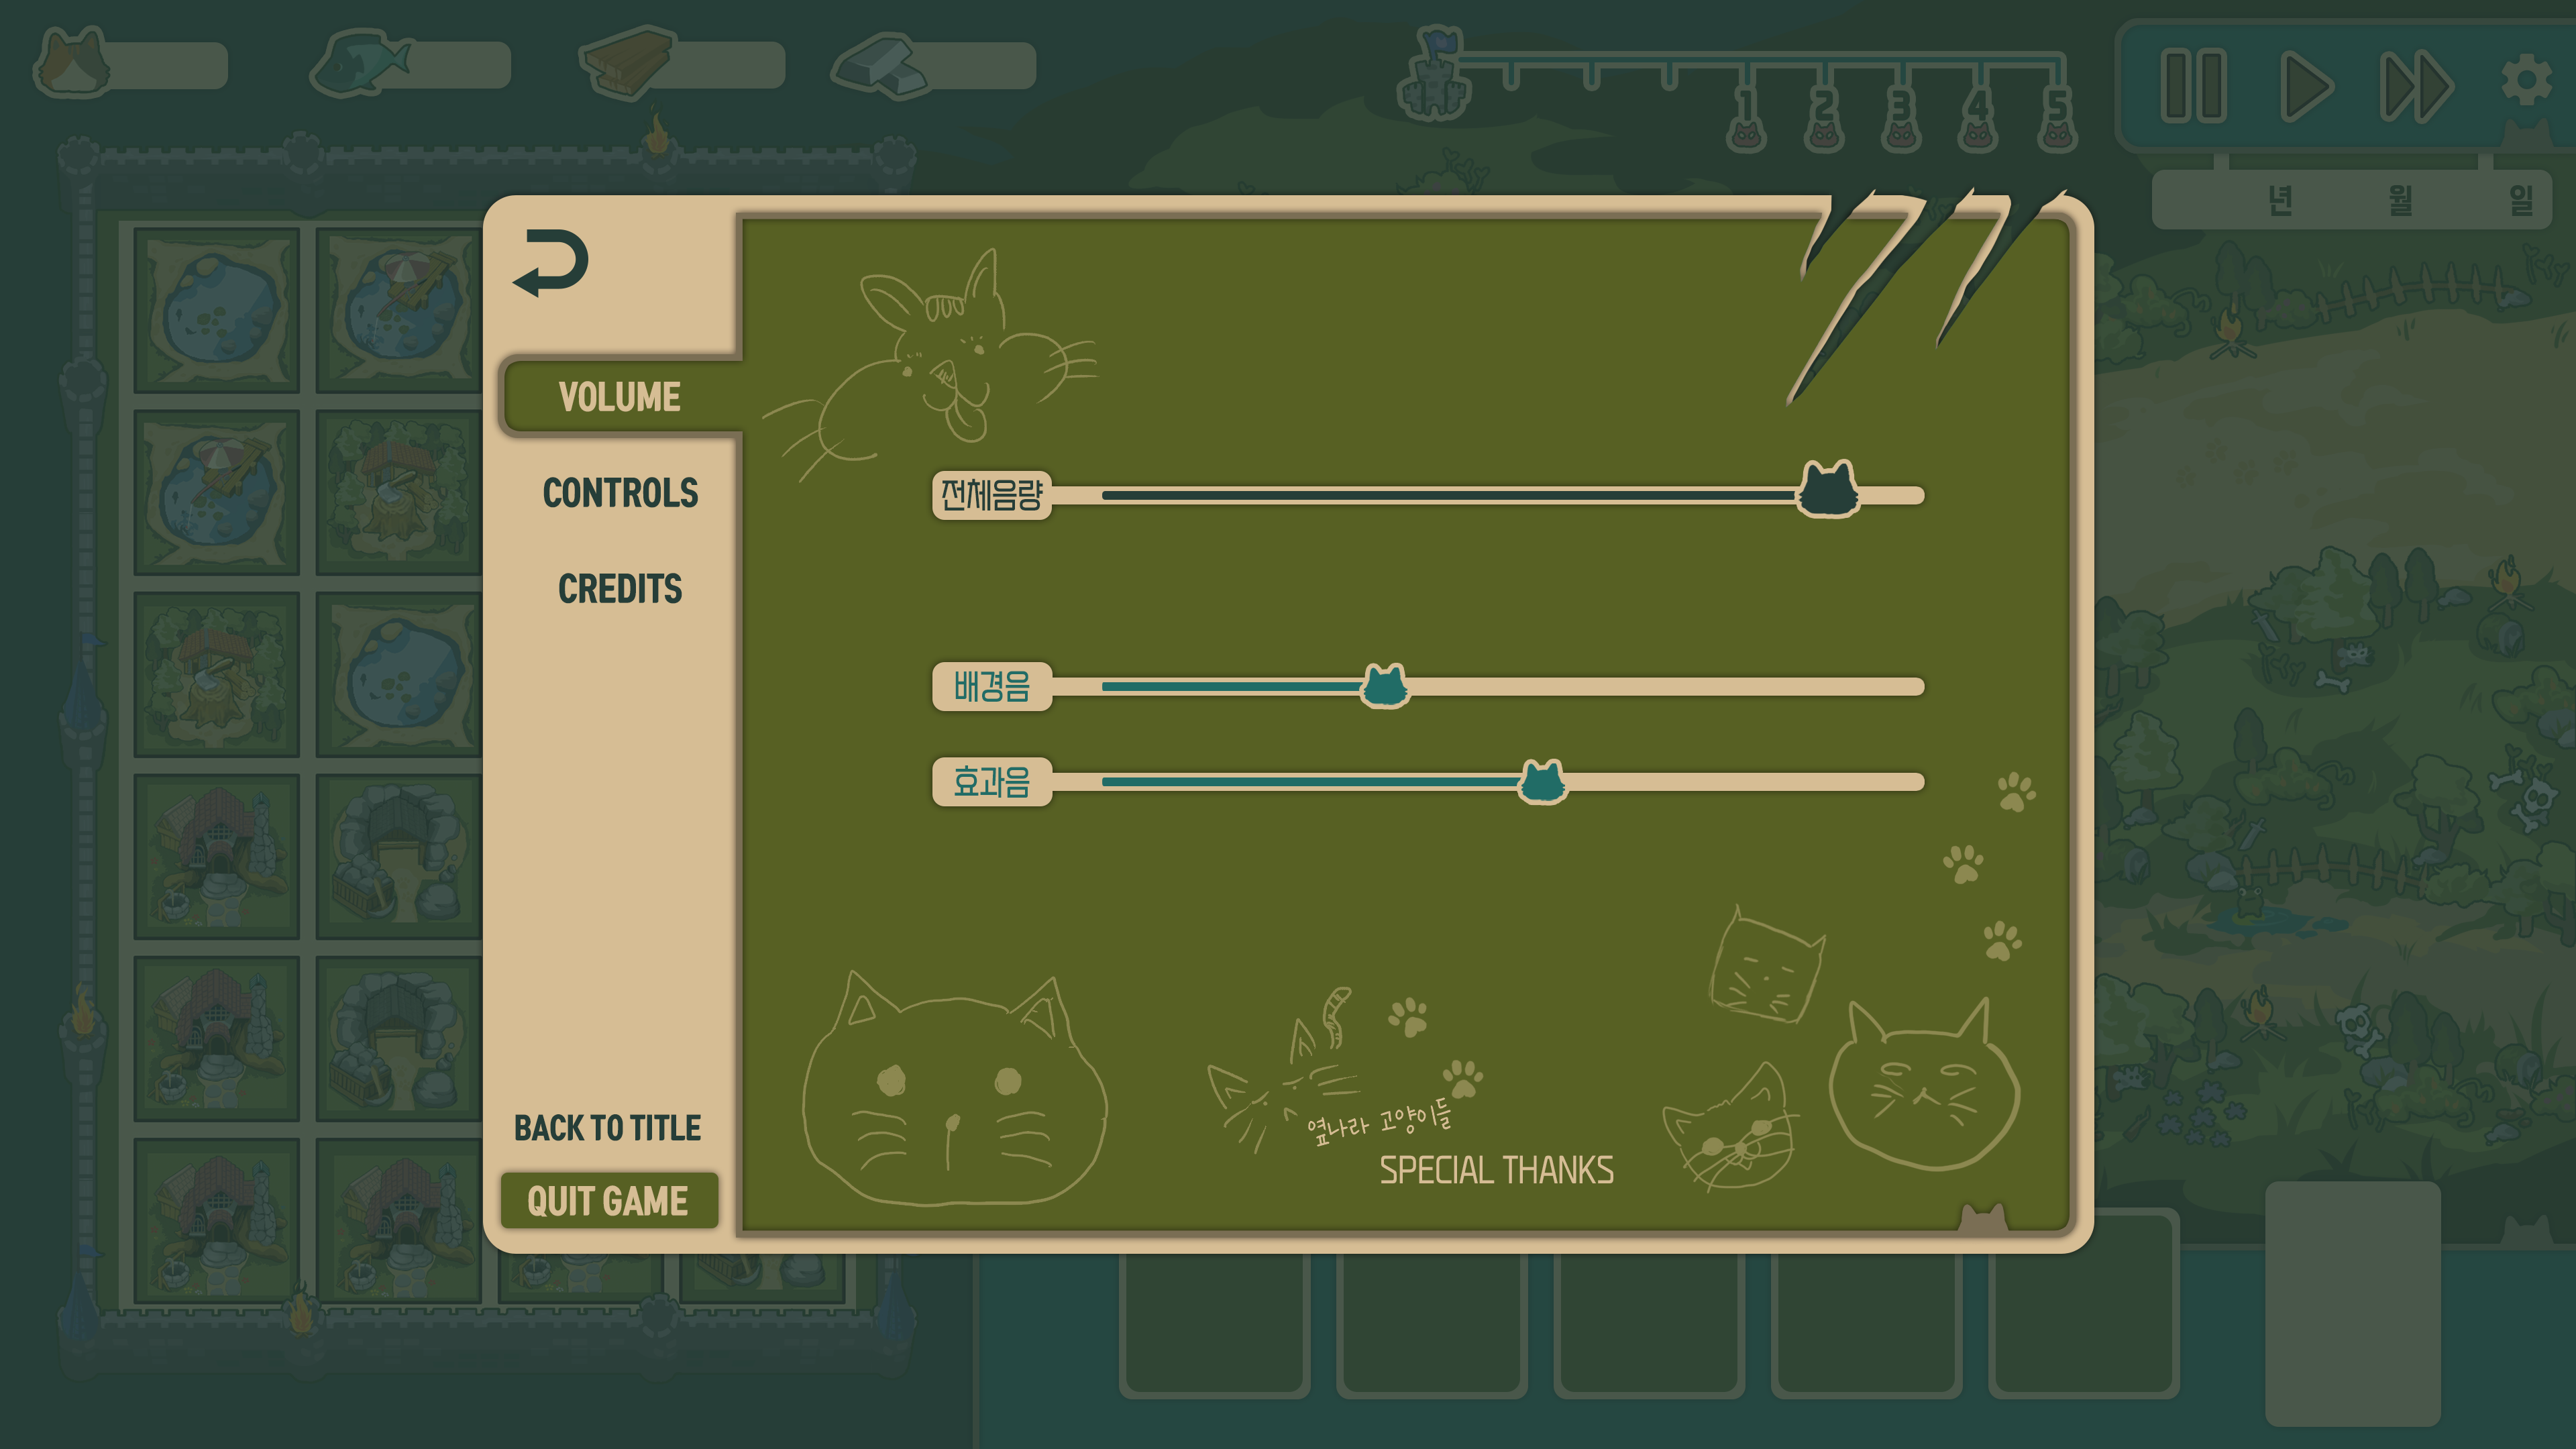 1 2 3 4 5
년 월 일
VOLUME
CONTROLS
CREDITS
전체음량
배경음
효과음
옆나라 고양이들
SPECIAL THANKS
BACK TO TITLE
QUIT GAME